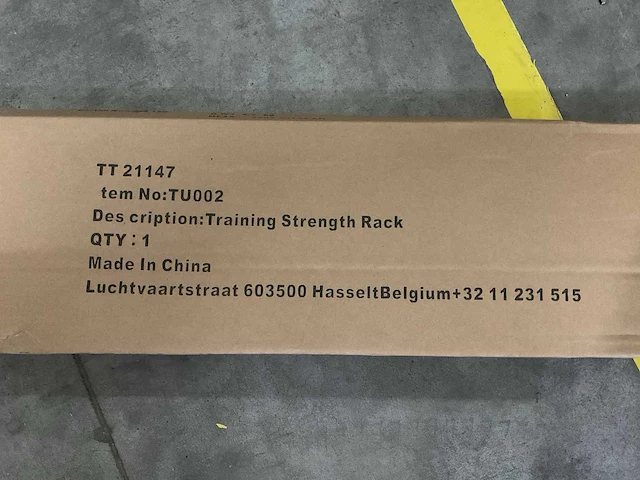 TT 21147
tem No:TU002
Des cription:Training Strength Rack
QTY：1
Made In China
Luchtvaartstraat 603500 HasseltBelgium+32 11 231 515